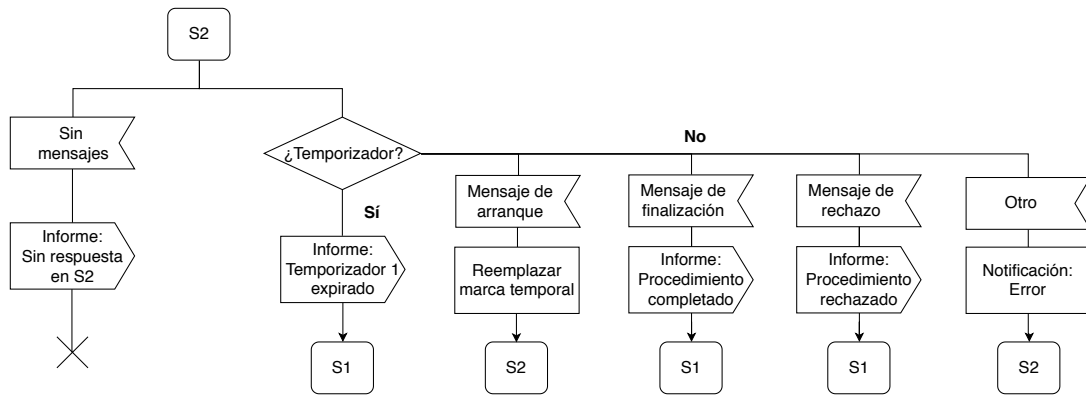 S2
Sin
mensajes
Informe:
Sin respuesta
en S2
¿Temporizador?
No
Sí
Informe:
Temporizador 1
expirado
S1
Mensaje de
arranque
Reemplazar
marca temporal
S2
Mensaje de
finalización
Informe:
Procedimiento
completado
S1
Mensaje de
rechazo
Informe:
Procedimiento
rechazado
S1
Otro
Notificación:
Error
S2